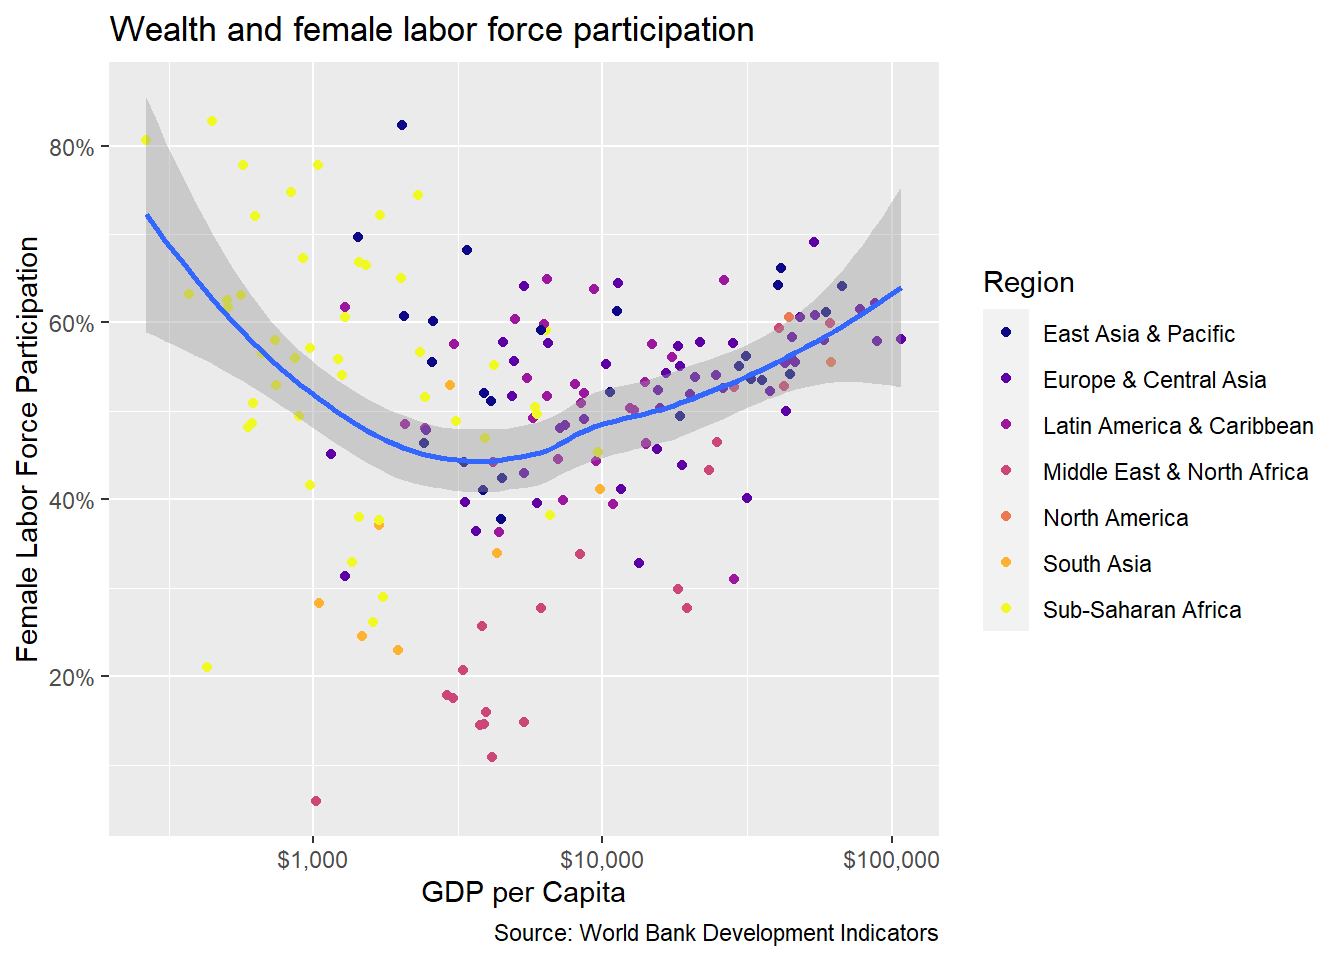 Wealth and female labor force participation
80%
60%
40%
20%
Female Labor Force Participation
$1,000
$10,000
$100,000
GDP per Capita
Source: World Bank Development Indicators
Region
East Asia & Pacific
Europe & Central Asia
Latin America & Caribbean
Middle East & North Africa
North America
South Asia
Sub-Saharan Africa